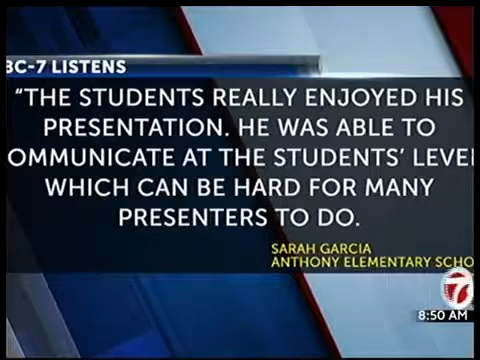 BC-7 LISTENS
“THE STUDENTS REALLY ENJOYED HIS
PRESENTATION. HE WAS ABLE TO
OMMUNICATE AT THE STUDENTS’ LEVE
WHICH CAN BE HARD FOR MANY
PRESENTERS TO DO.
SARAH GARCIA
ANTHONY ELEMENTARY SCHO
7
8:50 AM